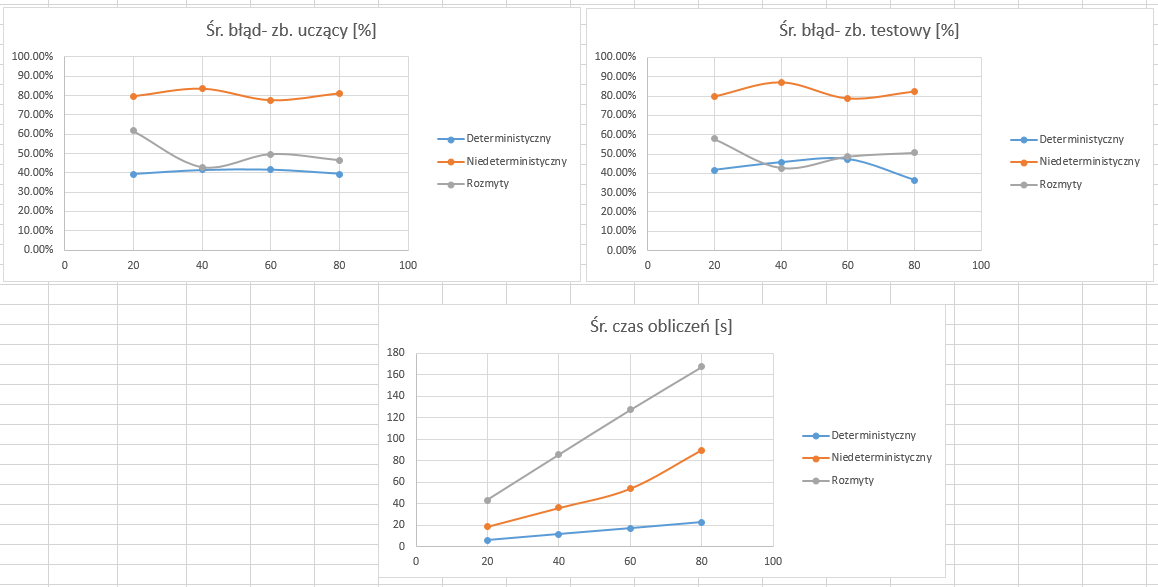 Śr. błąd- zb. uczący [%]
100.00%
90.00%
80.00%
70.00%
60.00%
50.00%
40.00%
30.00%
20.00%
10.00%
0.00%
0 20 40 60 80 100
Deterministyczny
Niedeterministyczny
Rozmyty
Śr. błąd- zb. testowy [%]
100.00%
90.00%
80.00%
70.00%
60.00%
50.00%
40.00%
30.00%
20.00%
10.00%
0.00%
0 20 40 60 80 100
Deterministyczny
Niedeterministyczny
Rozmyty
Śr. czas obliczeń [s]
180
160
140
120
100
80
60
40
20
0
0 20 40 60 80 100
Deterministyczny
Niedeterministyczny
Rozmyty